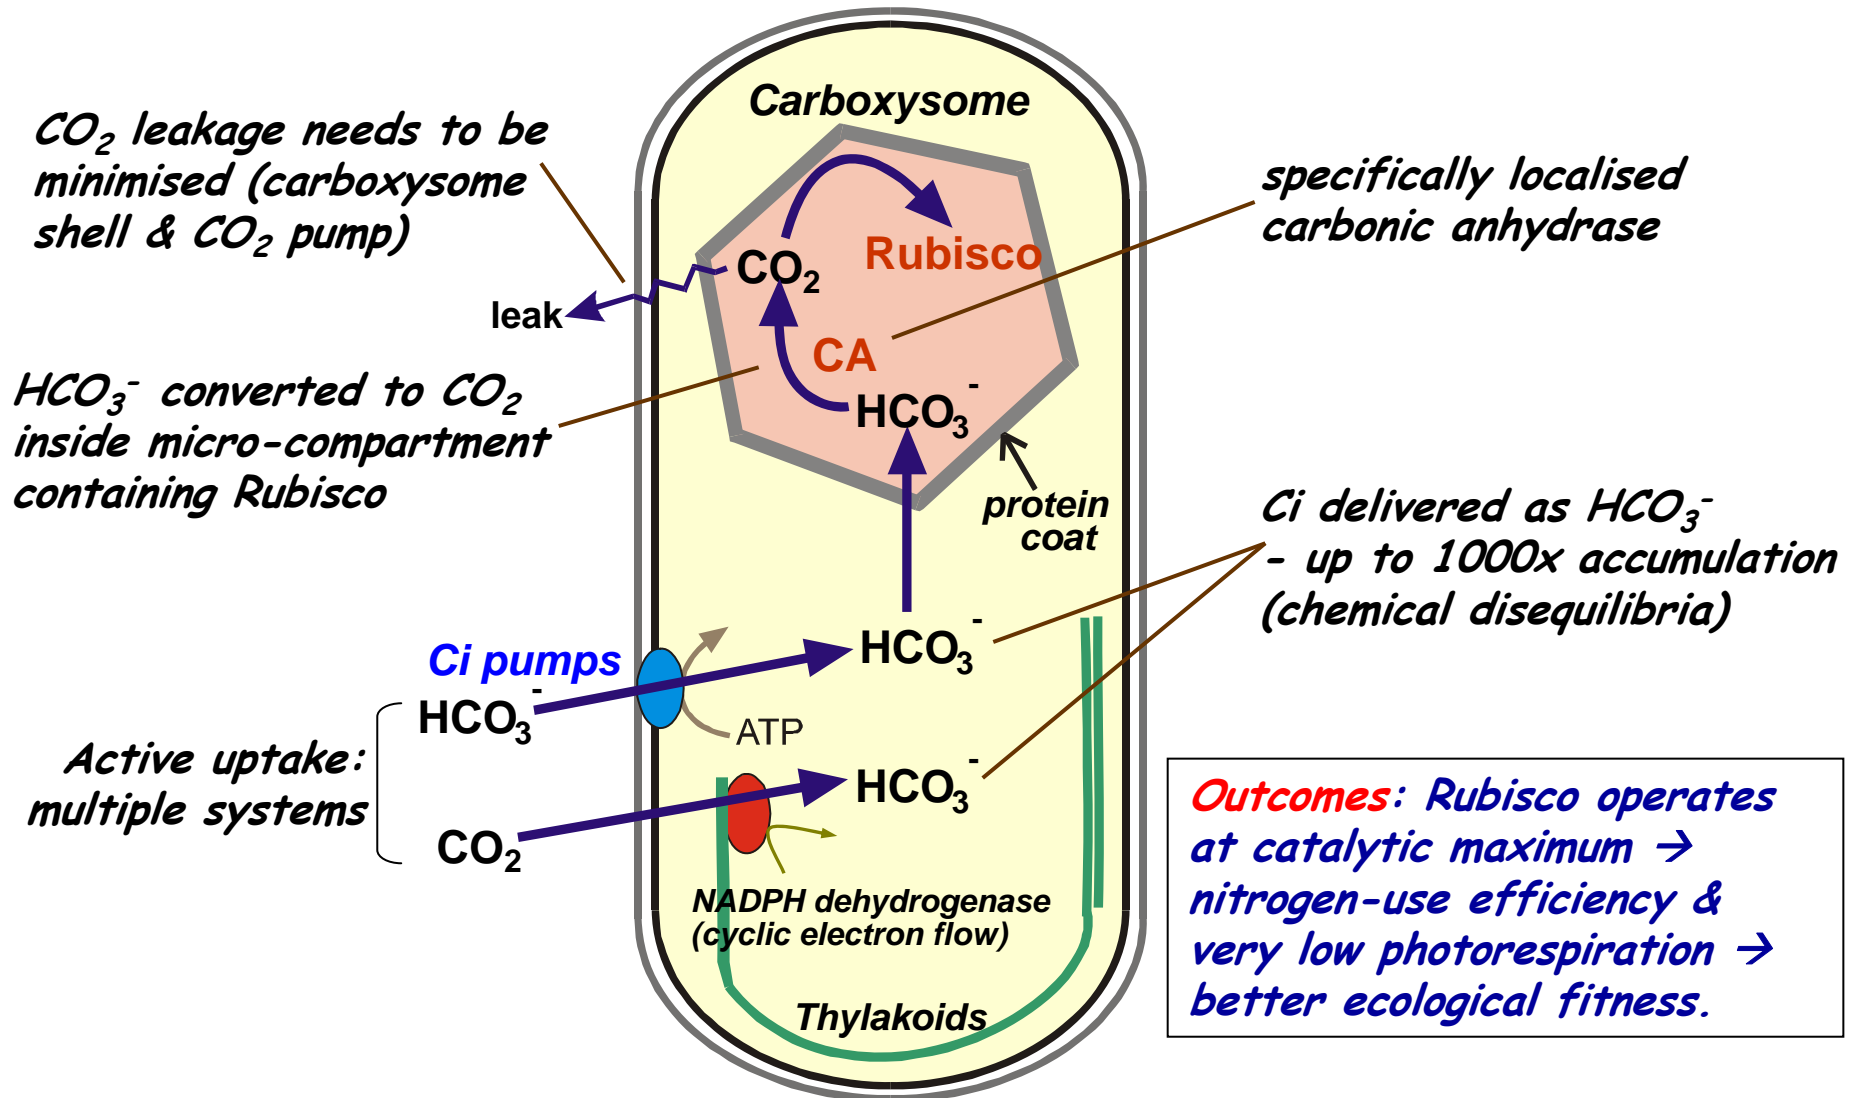 Carboxysome
CO₂ leakage needs to be
minimised (carboxysome
shell & CO₂ pump)
specifically localised
carbonic anhydrase
Rubisco
CO₂
leak
CA
HCO₃⁻
HCO₃⁻ converted to CO₂
inside micro-compartment
containing Rubisco
protein
coat
Ci delivered as HCO₃⁻
- up to 1000x accumulation
(chemical disequilibria)
Ci pumps
HCO₃⁻
HCO₃⁻
ATP
Active uptake:
multiple systems
HCO₃⁻
CO₂
NADPH dehydrogenase
(cyclic electron flow)
Thylakoids
Outcomes: Rubisco operates
at catalytic maximum →
nitrogen-use efficiency &
very low photorespiration →
better ecological fitness.